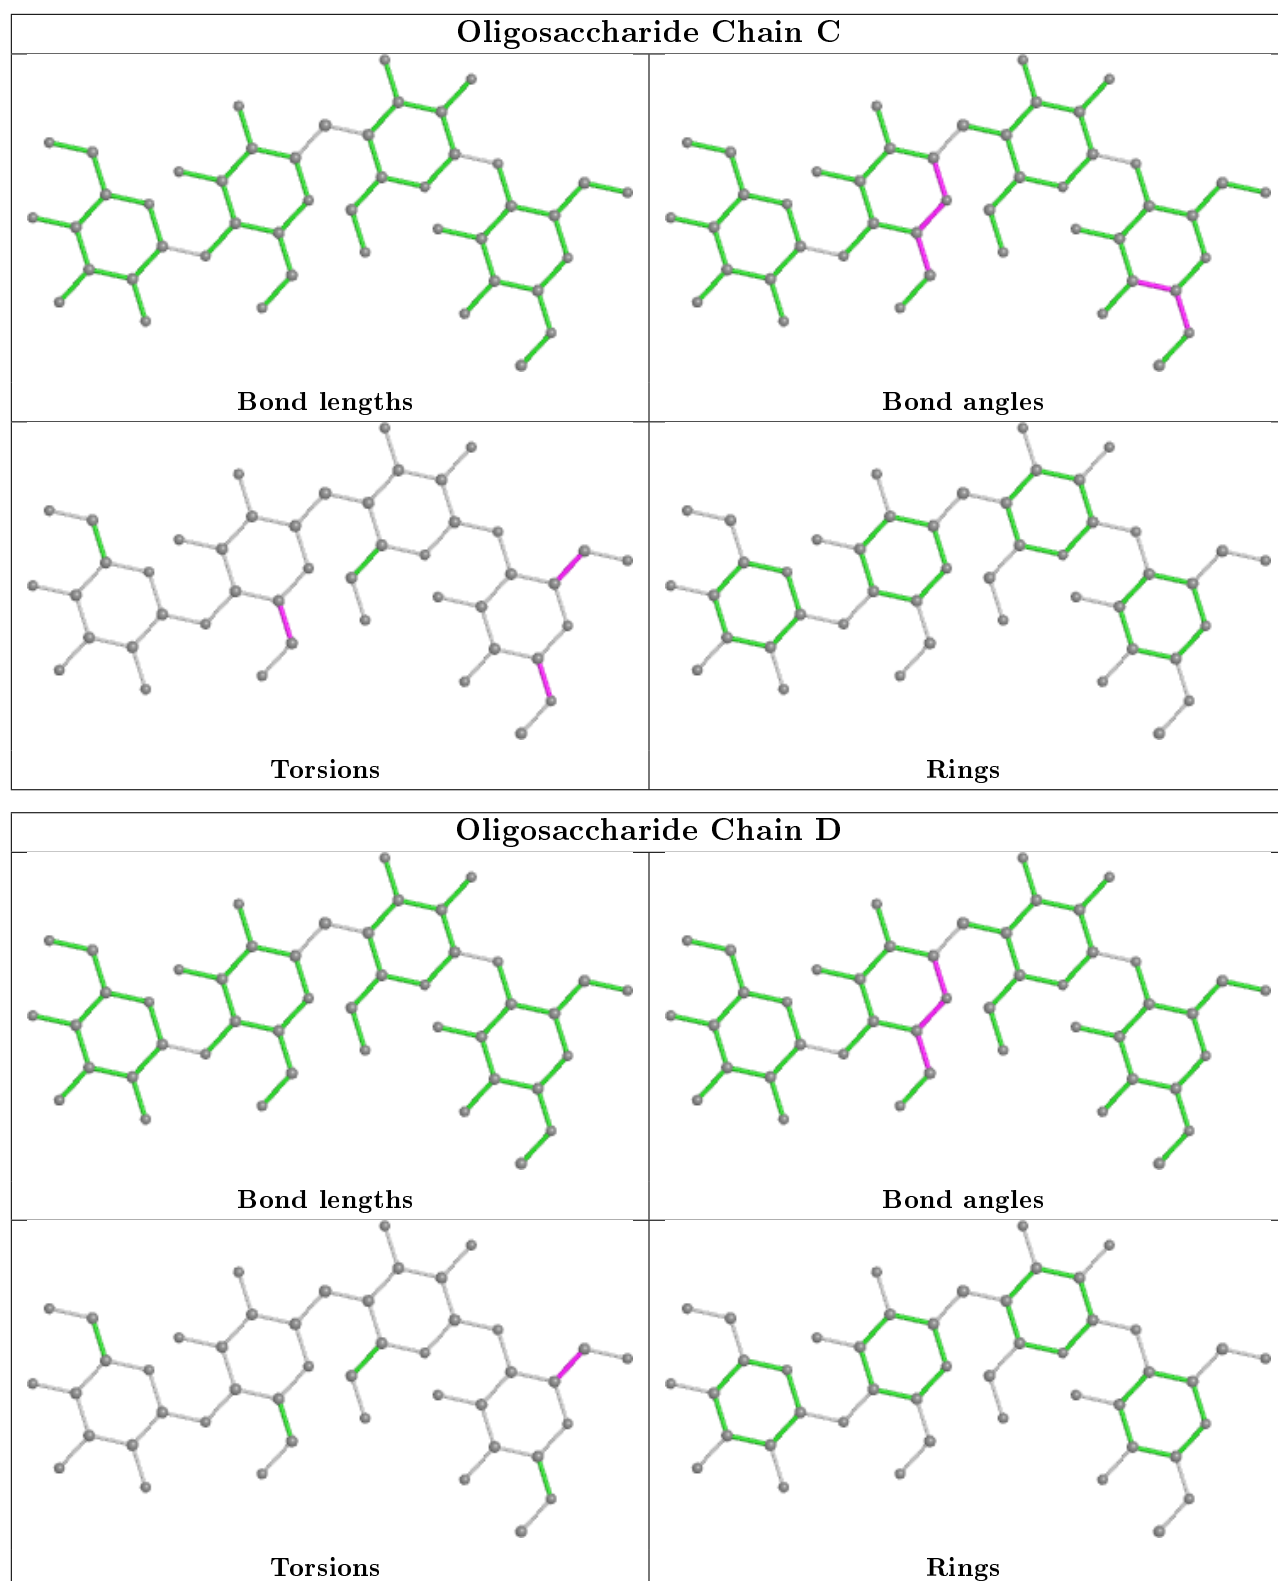 Oligosaccharide Chain C
Bond lengths
Bond angles
Torsions
Rings
Oligosaccharide Chain D
Bond lengths
Bond angles
Torsions
Rings